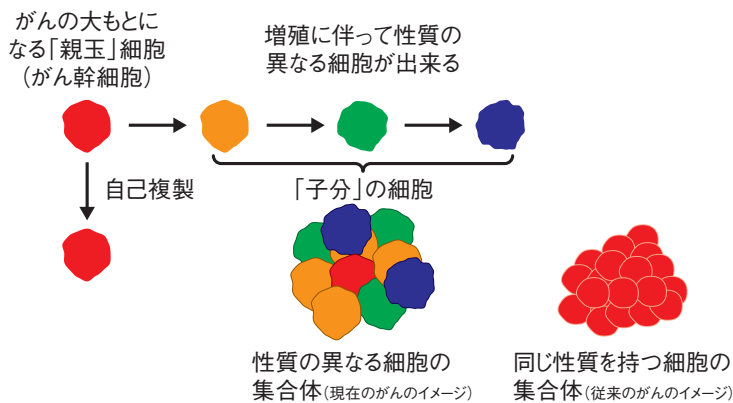 がんの大もとに
なる「親玉」細胞
(がん幹細胞)
増殖に伴って性質の
異なる細胞が出来る
自己複製
「子分」の細胞
性質の異なる細胞の
集合体(現在のがんのイメージ)
同じ性質を持つ細胞の
集合体(従来のがんのイメージ)